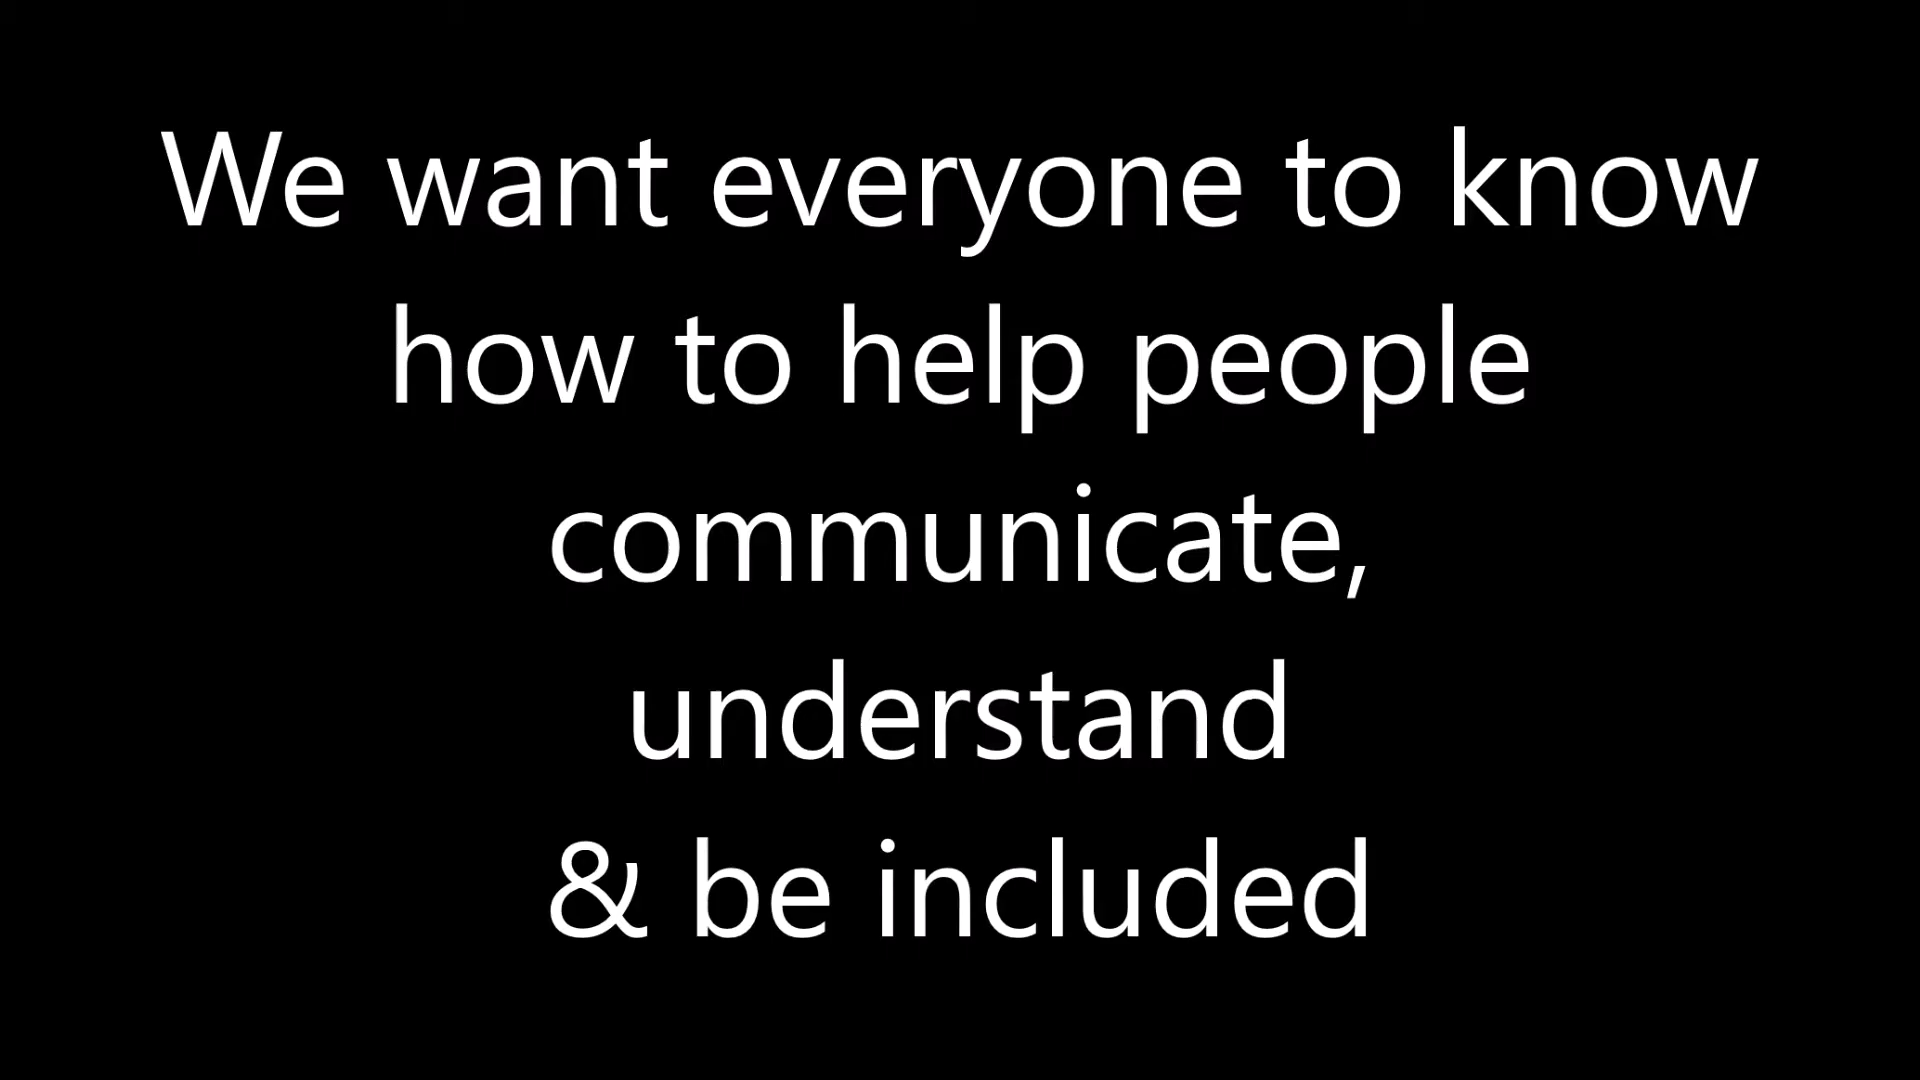 We want everyone to know
how to help people
communicate,
understand
& be included